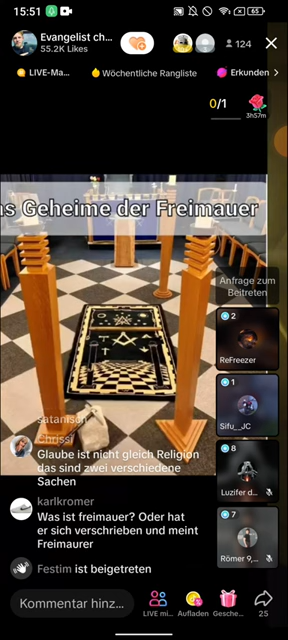 15:51
65
Evangelist ch...
55.2K Likes
124
LIVE-Ma...
Wöchentliche Rangliste
Erkunden
0/1
3h57m
as Geheime der Freimauer
Anfrage zum
Beitreten
2
ReFreezer
1
Sifu__JC
8
Luzifer d...
7
Römer 9,...
satanisch
Chrissi
Glaube ist nicht gleich Religion
das sind zwei verschiedene
Sachen
karlkromer
Was ist freimauer? Oder hat
er sich verschrieben und meint
Freimaurer
Festim ist beigetreten
Kommentar hinz...
LIVE mi...
Aufladen
Gesche...
25